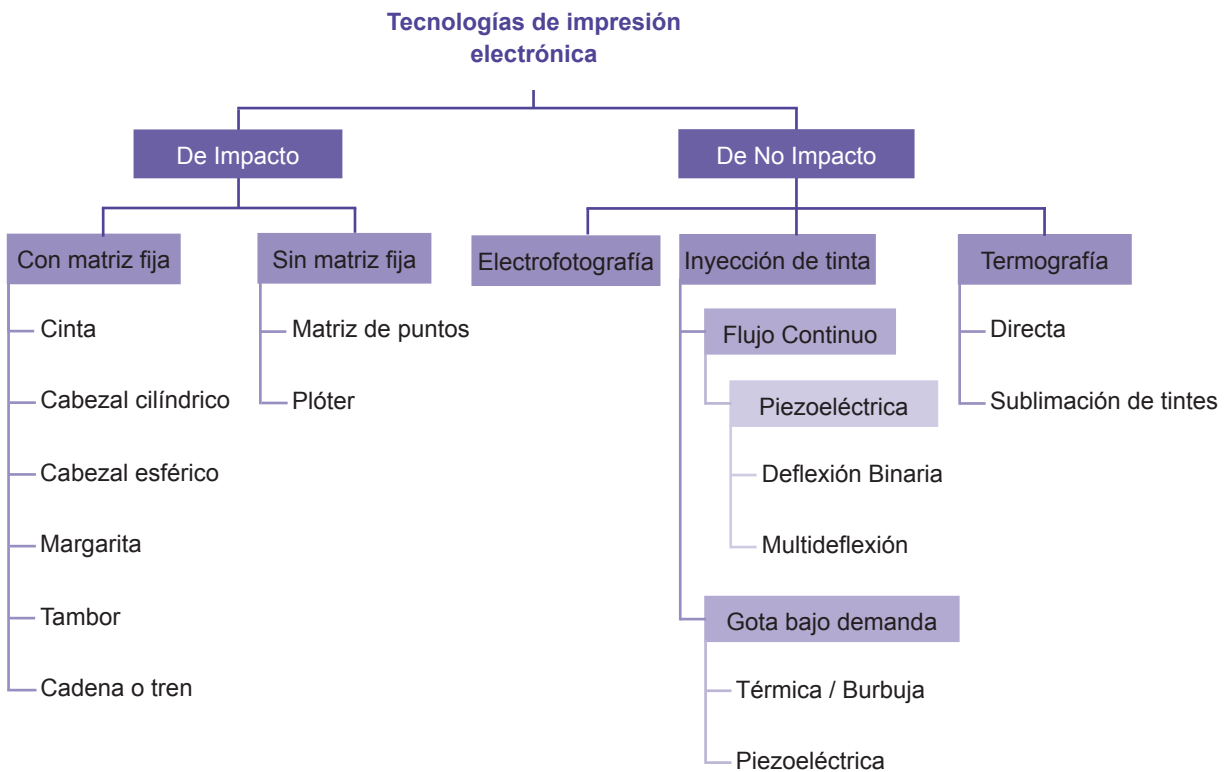 Tecnologías de impresión
electrónica
De Impacto
De No Impacto
Con matriz fija
Sin matriz fija
Electrofotografía
Inyección de tinta
Termografía
Cinta
Cabezal cilíndrico
Cabezal esférico
Margarita
Tambor
Cadena o tren
Matriz de puntos
Plóter
Flujo Continuo
Piezoeléctrica
Deflexión Binaria
Multideflexión
Gota bajo demanda
Térmica / Burbuja
Piezoeléctrica
Directa
Sublimación de tintes